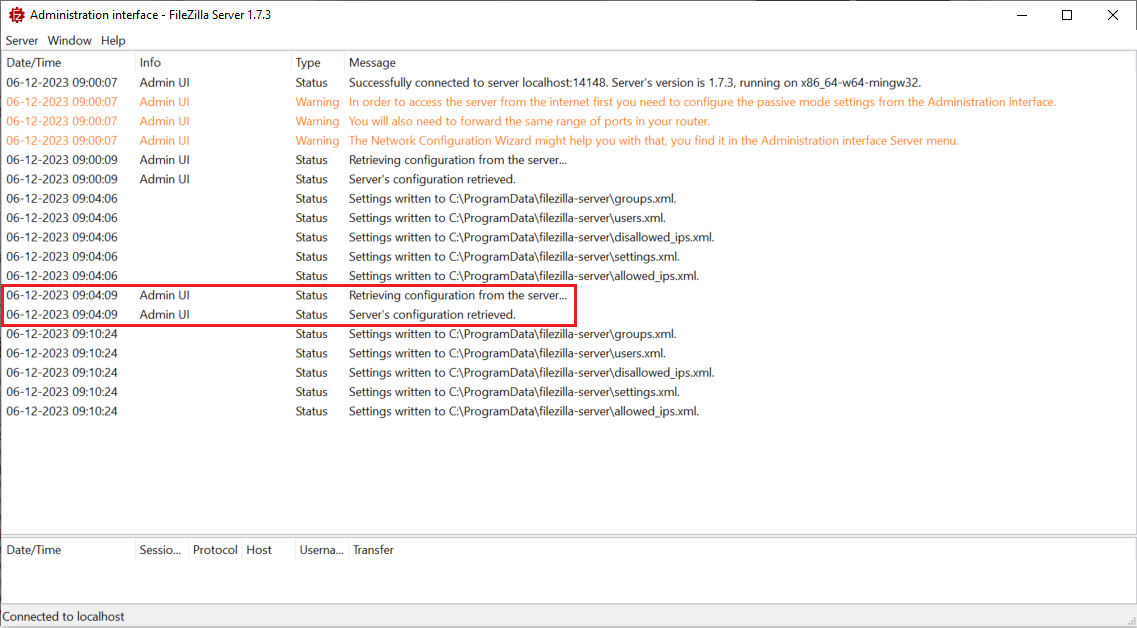 Administration interface - FileZilla Server 1.7.3
Server Window Help
Date/Time Info Type Message
06-12-2023 09:00:07 Admin UI Status Successfully connected to server localhost:14148. Server's version is 1.7.3, running on x86_64-w64-mingw32.
06-12-2023 09:00:07 Admin UI Warning In order to access the server from the internet first you need to configure the passive mode settings from the Administration interface.
06-12-2023 09:00:07 Admin UI Warning You will also need to forward the same range of ports in your router.
06-12-2023 09:00:07 Admin UI Warning The Network Configuration Wizard might help you with that, you find it in the Administration interface Server menu.
06-12-2023 09:00:09 Admin UI Status Retrieving configuration from the server...
06-12-2023 09:00:09 Admin UI Status Server's configuration retrieved.
06-12-2023 09:04:06 Status Settings written to C:\ProgramData\filezilla-server\groups.xml.
06-12-2023 09:04:06 Status Settings written to C:\ProgramData\filezilla-server\users.xml.
06-12-2023 09:04:06 Status Settings written to C:\ProgramData\filezilla-server\disallowed_ips.xml.
06-12-2023 09:04:06 Status Settings written to C:\ProgramData\filezilla-server\settings.xml.
06-12-2023 09:04:06 Status Settings written to C:\ProgramData\filezilla-server\allowed_ips.xml.
06-12-2023 09:04:09 Admin UI Status Retrieving configuration from the server...
06-12-2023 09:04:09 Admin UI Status Server's configuration retrieved.
06-12-2023 09:10:24 Status Settings written to C:\ProgramData\filezilla-server\groups.xml.
06-12-2023 09:10:24 Status Settings written to C:\ProgramData\filezilla-server\users.xml.
06-12-2023 09:10:24 Status Settings written to C:\ProgramData\filezilla-server\disallowed_ips.xml.
06-12-2023 09:10:24 Status Settings written to C:\ProgramData\filezilla-server\settings.xml.
06-12-2023 09:10:24 Status Settings written to C:\ProgramData\filezilla-server\allowed_ips.xml.
Date/Time Sessio... Protocol Host Userna... Transfer
Connected to localhost